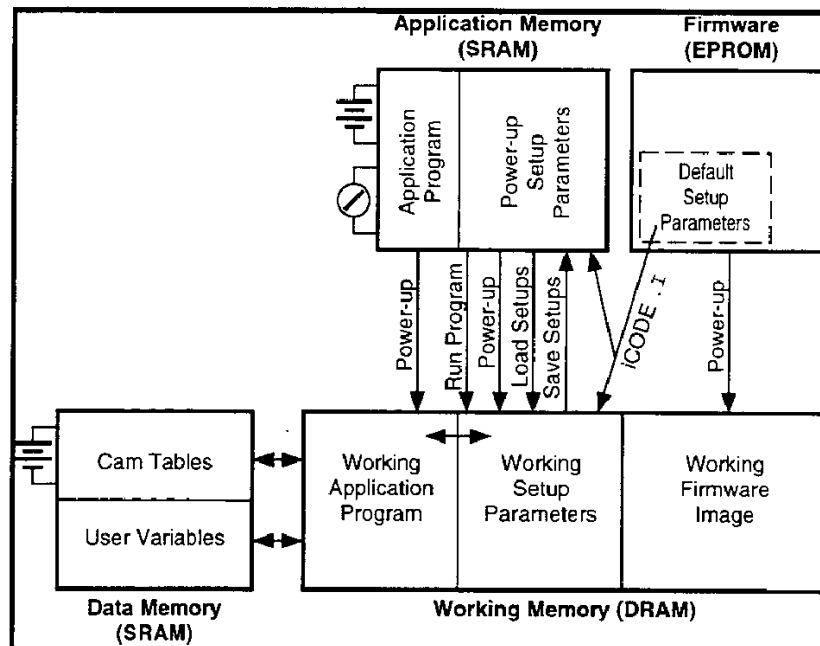 Application Memory
(SRAM)
Firmware
(EPROM)
Application
Program
Power-up
Setup
Parameters
Default
Setup
Parameters
Power-up
Run Program
Power-up
Load Setups
Save Setups
iCODE . I
Power-up
Cam Tables
User Variables
Working
Application
Program
Working
Setup
Parameters
Working
Firmware
Image
Data Memory
(SRAM)
Working Memory (DRAM)